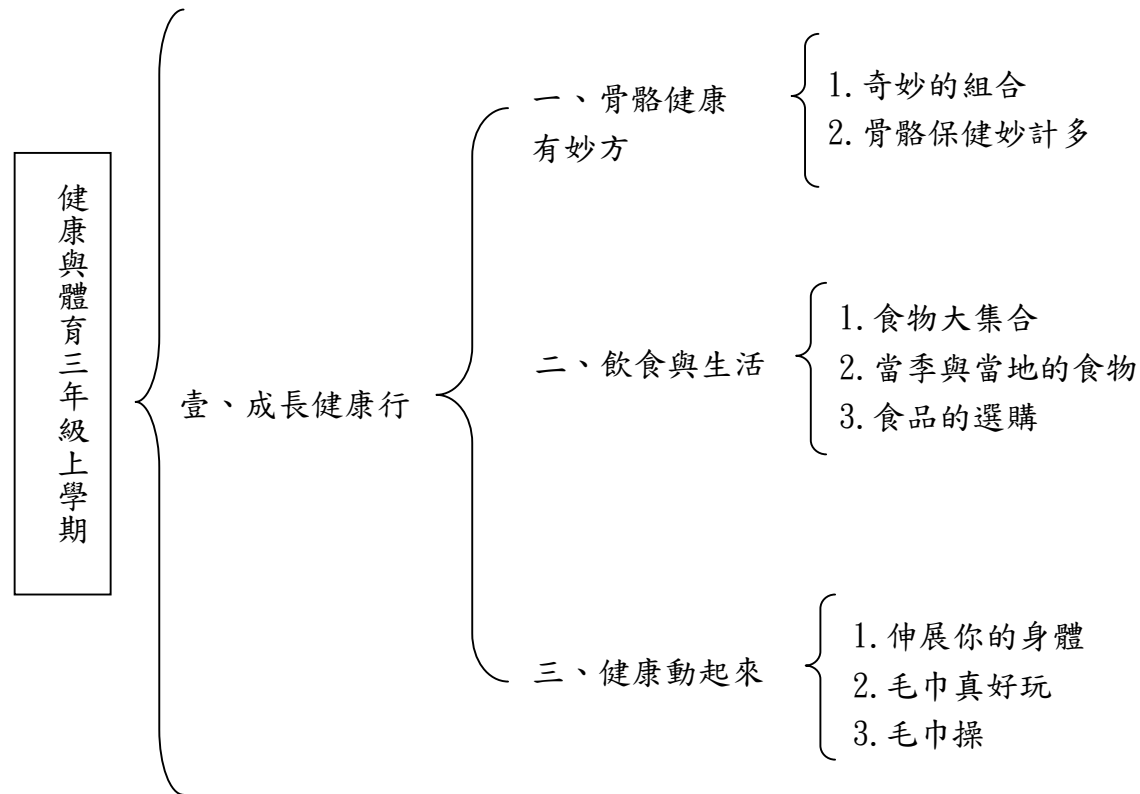 健康與體育三年級上學期
壹、成長健康行
一、骨骼健康
有妙方
1.奇妙的組合
2.骨骼保健妙計多
二、飲食與生活
1.食物大集合
2.當季與當地的食物
3.食品的選購
三、健康動起來
1.伸展你的身體
2.毛巾真好玩
3.毛巾操